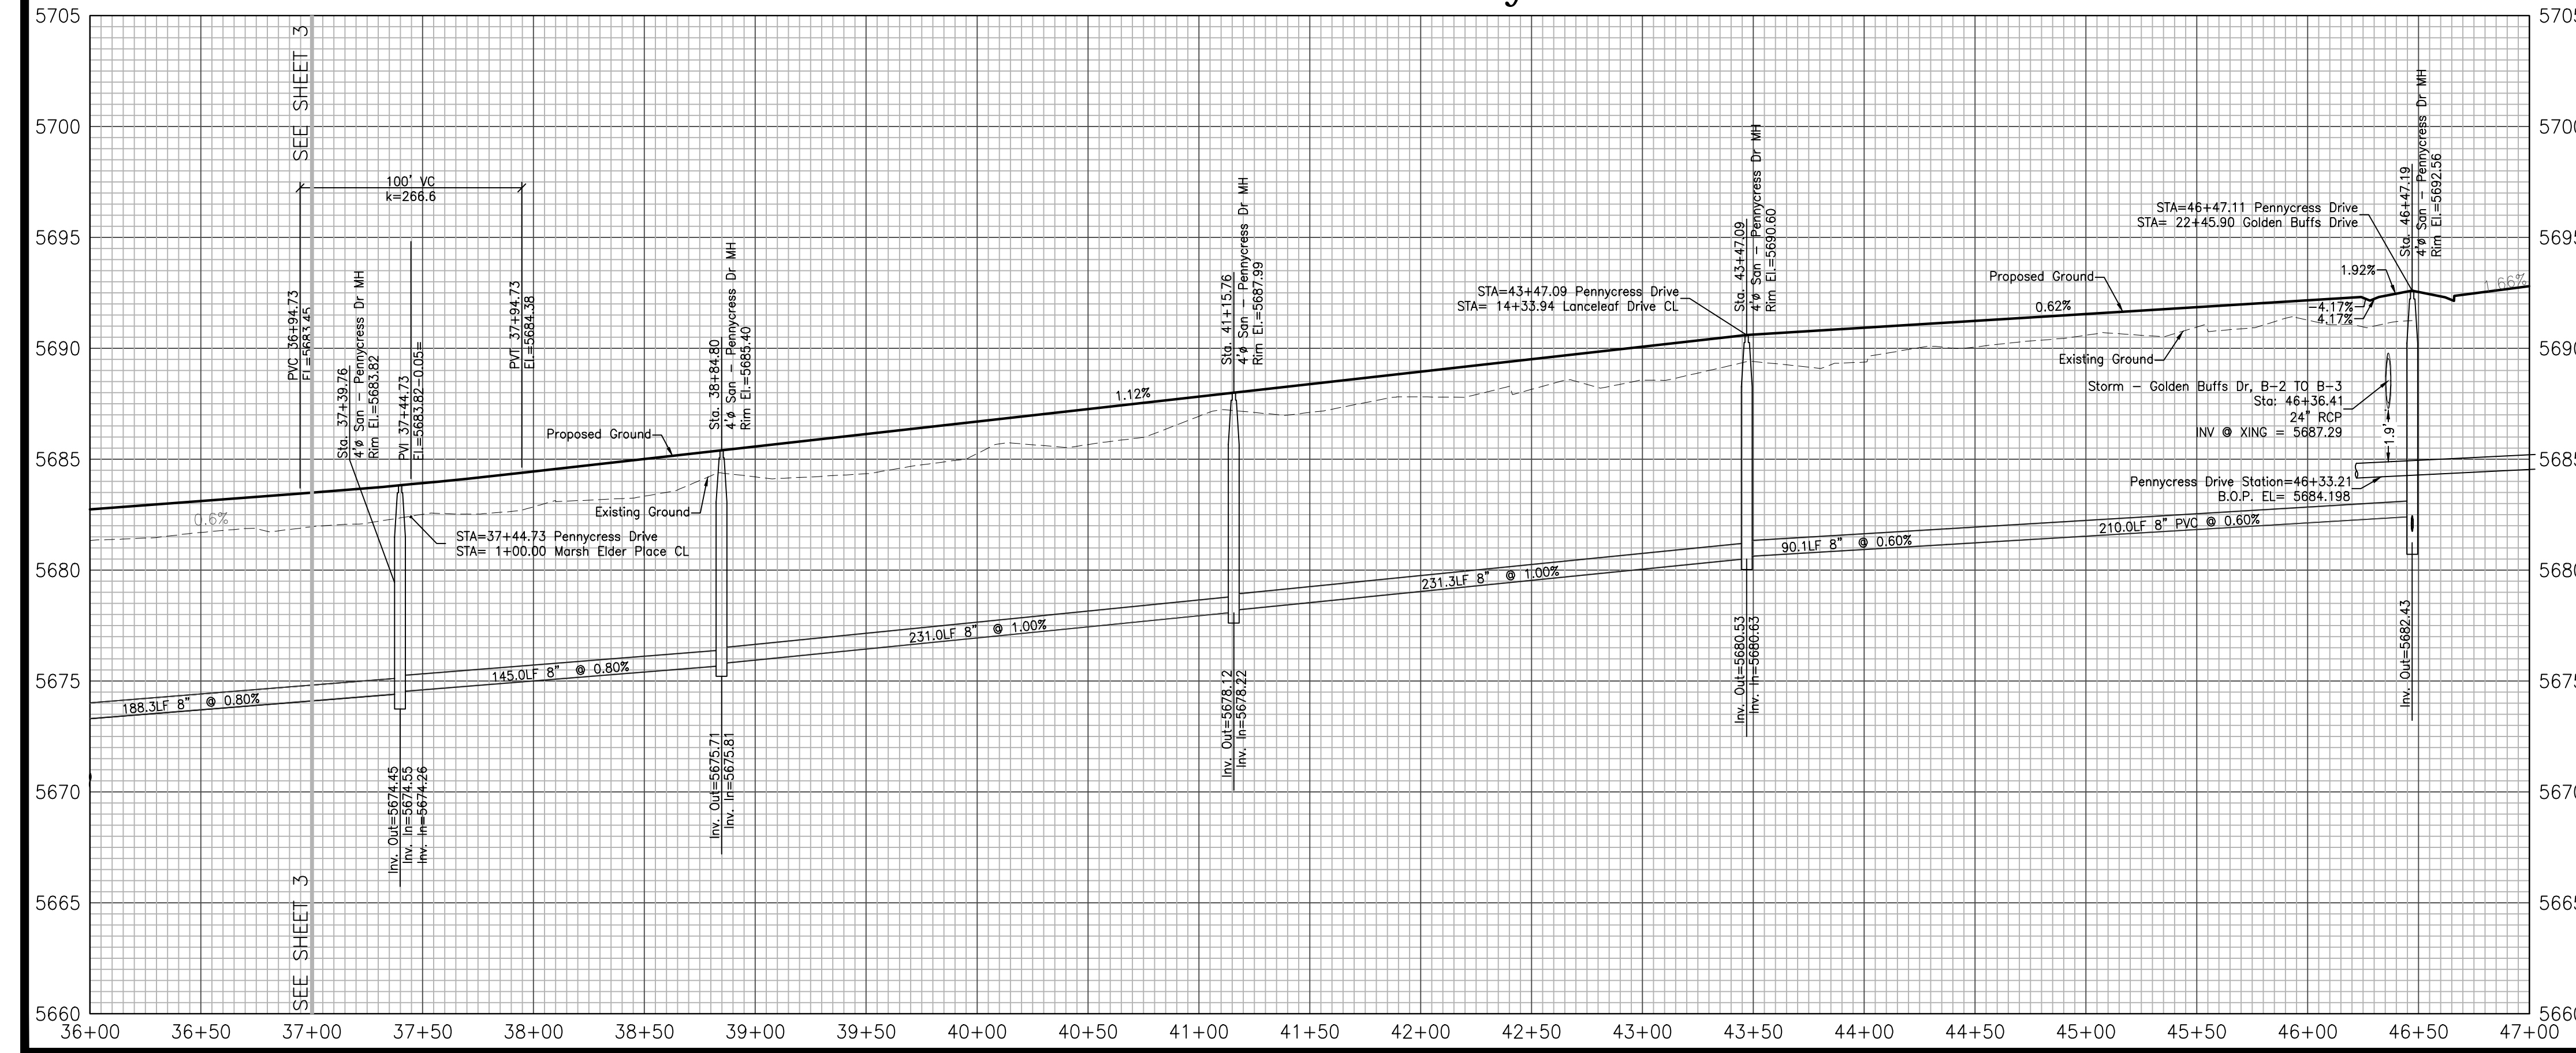 5705
5700
5695
5690
5685
5680
5675
5670
5665
5660
SEE SHEET 3
SEE SHEET 3
100' VC
k=266.6
PVC 36+94.73
EL=5683.45
Sta. 37+39.76
4'ø San - Pennycress Dr MH
Rim El.=5683.82
PVI 37+44.73
EL=5683.82-0.05=
PVT 37+94.73
EL=5684.38
0.6%
STA=37+44.73 Pennycress Drive
STA= 1+00.00 Marsh Elder Place CL
188.3LF 8" @ 0.80%
Inv. Out=5674.45
Inv. In=5674.55
Inv. In=5674.26
145.0LF 8" @ 0.80%
Proposed Ground
Existing Ground
Sta. 38+84.80
4'ø San - Pennycress Dr MH
Rim El.=5685.40
Inv. Out=5675.71
Inv. In=5675.81
231.0LF 8" @ 1.00%
1.12%
Sta. 41+15.76
4'ø San - Pennycress Dr MH
Rim El.=5687.99
Inv. Out=5678.12
Inv. In=5678.22
231.3LF 8" @ 1.00%
STA=43+47.09 Pennycress Drive
STA= 14+33.94 Lanceleaf Drive CL
Sta. 43+47.09
4'ø San - Pennycress Dr MH
Rim El.=5690.60
Inv. Out=5680.53
Inv. In=5680.63
90.1LF 8" @ 0.60%
Proposed Ground
0.62%
Existing Ground
210.0LF 8" PVC @ 0.60%
STA=46+47.11 Pennycress Drive
STA= 22+45.90 Golden Buffs Drive
1.92%
-4.17%
-4.17%
Storm - Golden Buffs Dr, B-2 TO B-3
Sta: 46+36.41
24" RCP
INV @ XING = 5687.29
1.9'
Pennycress Drive Station=46+33.21
B.O.P. EL= 5684.198
Sta. 46+47.19
4'ø San - Pennycress Dr MH
Rim El.=5692.56
Inv. Out=5682.43
1.66%
36+00 36+50 37+00 37+50 38+00 38+50 39+00 39+50 40+00 40+50 41+00 41+50 42+00 42+50 43+00 43+50 44+00 44+50 45+00 45+50 46+00 46+50 47+00